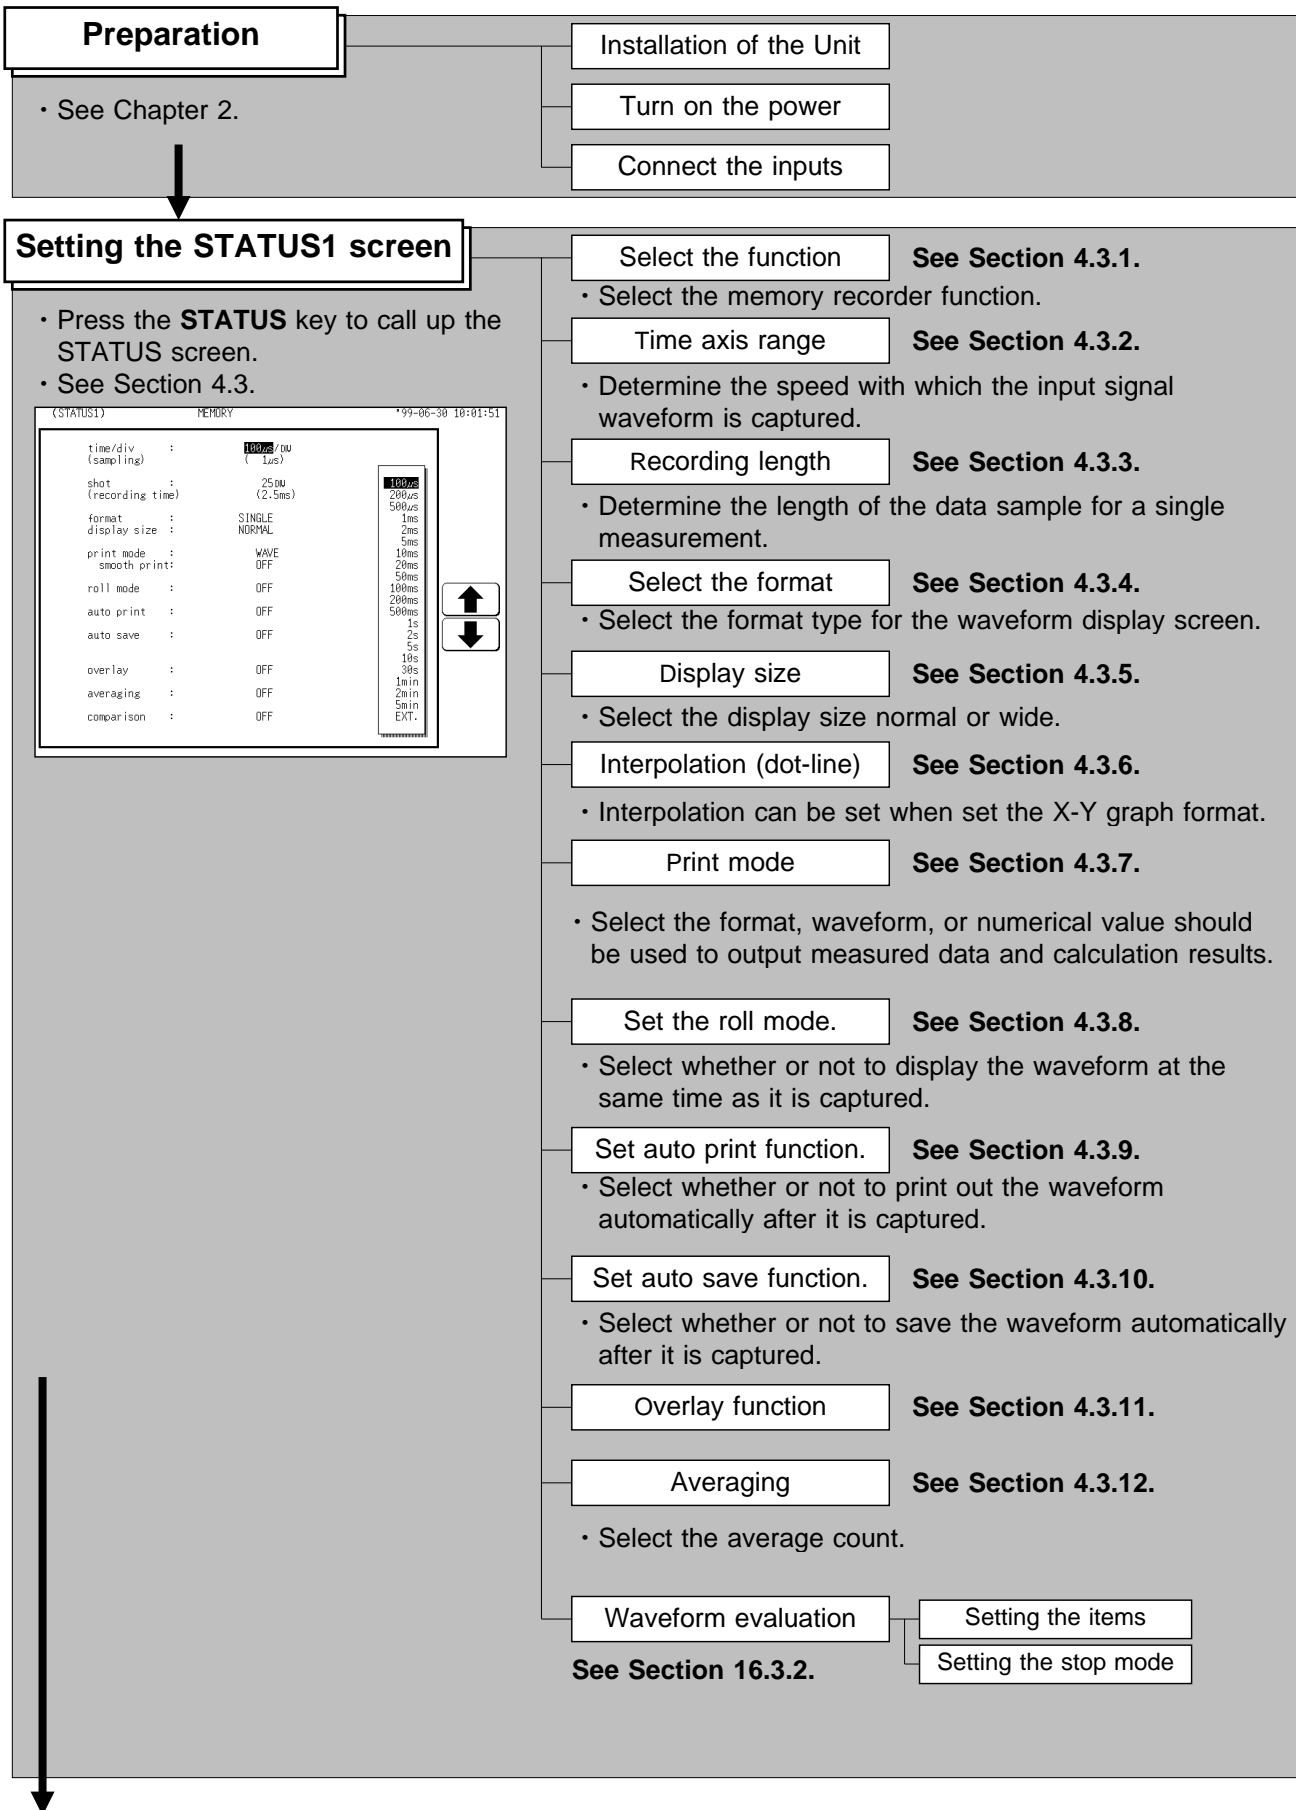 Preparation
・See Chapter 2.
Installation of the Unit
Turn on the power
Connect the inputs
Setting the STATUS1 screen
・Press the STATUS key to call up the
STATUS screen.
・See Section 4.3.
(STATUS1) MEMORY '99-06-30 10:01:51
time/div : 100µs/DIV
(sampling) ( 1µs)
shot : 25DIV
(recording time) (2.5ms)
format : SINGLE
display size : NORMAL
print mode : WAVE
smooth print: OFF
roll mode : OFF
auto print : OFF
auto save : OFF
overlay : OFF
averaging : OFF
comparison : OFF
100µs
200µs
500µs
1ms
2ms
5ms
10ms
20ms
50ms
100ms
200ms
500ms
1s
2s
5s
10s
30s
1min
2min
5min
EXT.
Select the function See Section 4.3.1.
・Select the memory recorder function.
Time axis range See Section 4.3.2.
・Determine the speed with which the input signal
waveform is captured.
Recording length See Section 4.3.3.
・Determine the length of the data sample for a single
measurement.
Select the format See Section 4.3.4.
・Select the format type for the waveform display screen.
Display size See Section 4.3.5.
・Select the display size normal or wide.
Interpolation (dot-line) See Section 4.3.6.
・Interpolation can be set when set the X-Y graph format.
Print mode See Section 4.3.7.
・Select the format, waveform, or numerical value should
be used to output measured data and calculation results.
Set the roll mode. See Section 4.3.8.
・Select whether or not to display the waveform at the
same time as it is captured.
Set auto print function. See Section 4.3.9.
・Select whether or not to print out the waveform
automatically after it is captured.
Set auto save function. See Section 4.3.10.
・Select whether or not to save the waveform automatically
after it is captured.
Overlay function See Section 4.3.11.
Averaging See Section 4.3.12.
・Select the average count.
Waveform evaluation
See Section 16.3.2.
Setting the items
Setting the stop mode